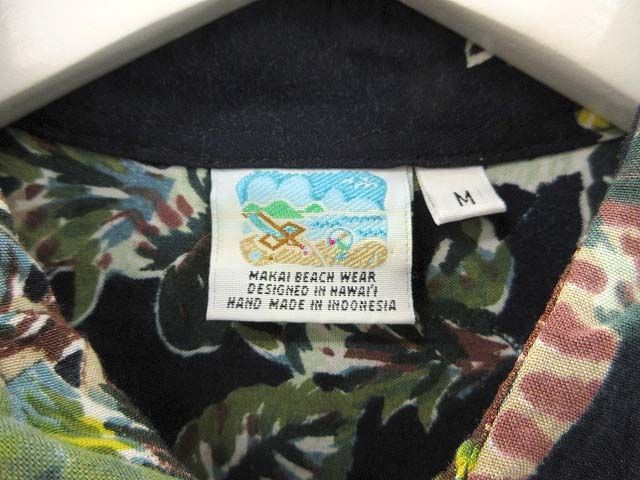 MAKAI BEACH WEAR
DESIGNED IN HAWAI'I
HAND MADE IN INDONESIA
M